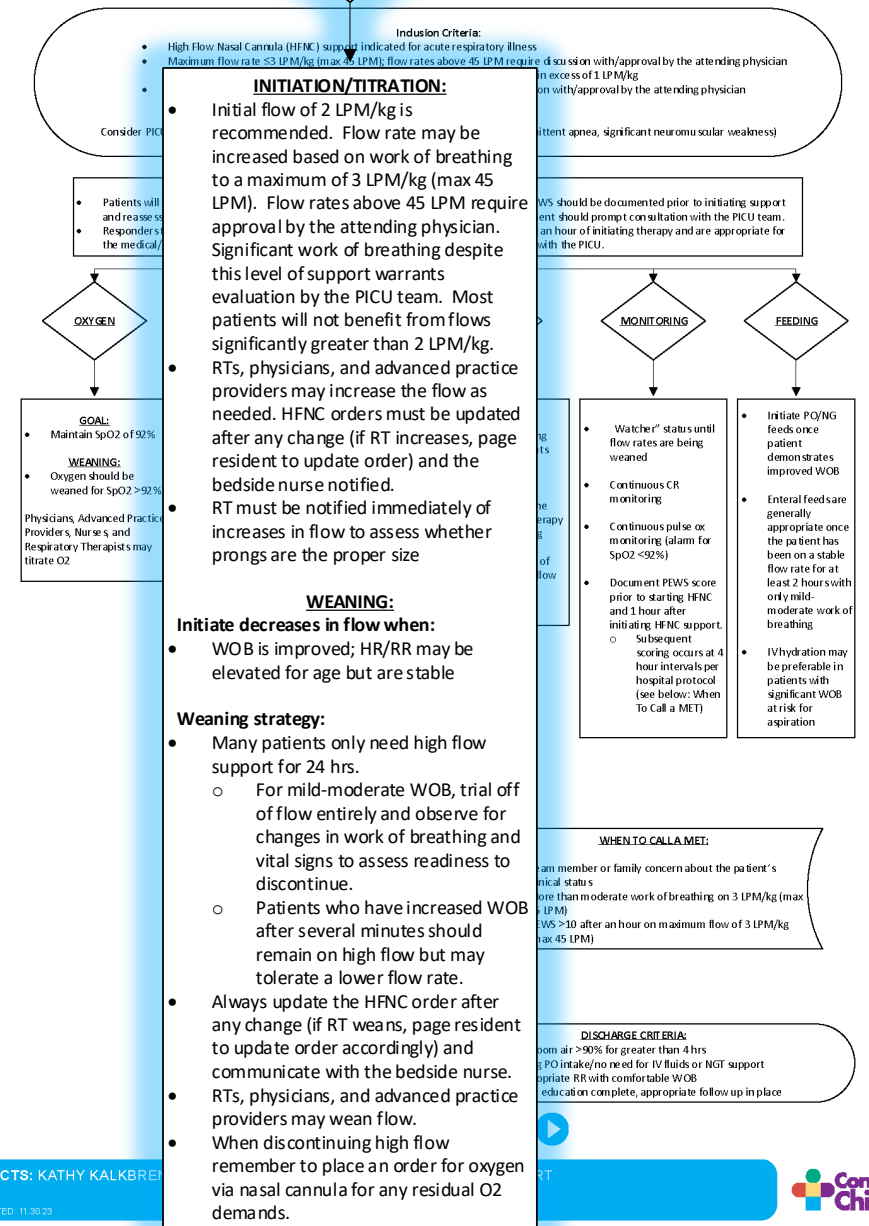 Inclusion Criteria:
• High Flow Nasal Cannula (HFNC) support indicated for acute respiratory illness
• Maximum flow rate ≤3 LPM/kg (max 45 LPM); flow rates above 45 LPM require discussion with/approval by the attending physician
in excess of 1 LPM/kg
with/approval by the attending physician
Consider
apnea, significant neuromuscular weakness)
• Patients will
and reassess
• Responders
the medical/
should be documented prior to initiating support
should prompt consultation with the PICU team.
an hour of initiating therapy and are appropriate for
with the PICU.
INITIATION/TITRATION:
• Initial flow of 2 LPM/kg is
recommended. Flow rate may be
increased based on work of breathing
to a maximum of 3 LPM/kg (max 45
LPM). Flow rates above 45 LPM require
approval by the attending physician.
Significant work of breathing despite
this level of support warrants
evaluation by the PICU team. Most
patients will not benefit from flows
significantly greater than 2 LPM/kg.
• RTs, physicians, and advanced practice
providers may increase the flow as
needed. HFNC orders must be updated
after any change (if RT increases, page
resident to update order) and the
bedside nurse notified.
• RT must be notified immediately of
increases in flow to assess whether
prongs are the proper size
WEANING:
Initiate decreases in flow when:
• WOB is improved; HR/RR may be
elevated for age but are stable
Weaning strategy:
• Many patients only need high flow
support for 24 hrs.
o For mild-moderate WOB, trial off
of flow entirely and observe for
changes in work of breathing and
vital signs to assess readiness to
discontinue.
o Patients who have increased WOB
after several minutes should
remain on high flow but may
tolerate a lower flow rate.
• Always update the HFNC order after
any change (if RT weans, page resident
to update order accordingly) and
communicate with the bedside nurse.
• RTs, physicians, and advanced practice
providers may wean flow.
• When discontinuing high flow
remember to place an order for oxygen
via nasal cannula for any residual O2
demands.
OXYGEN
GOAL:
• Maintain SpO2 of 92%
WEANING:
• Oxygen should be
weaned for SpO2 >92%
Physicians, Advanced Practice
Providers, Nurses, and
Respiratory Therapists may
titrate O2
of
MONITORING
• Watcher” status until
flow rates are being
weaned
• Continuous CR
monitoring
• Continuous pulse ox
monitoring (alarm for
SpO2 <92%)
• Document PEWS score
prior to starting HFNC
and 1 hour after
initiating HFNC support.
o Subsequent
scoring occurs at 4
hour intervals per
hospital protocol
(see below: When
To Call a MET)
FEEDING
• Initiate PO/NG
feeds once
patient
demonstrates
improved WOB
• Enteral feeds are
generally
appropriate once
the patient has
been on a stable
flow rate for at
least 2 hours with
only mild-
moderate work of
breathing
• IV hydration may
be preferable in
patients with
significant WOB
at risk for
aspiration
WHEN TO CALL A MET:
member or family concern about the patient’s
status
than moderate work of breathing on 3 LPM/kg (max
LPM)
>10 after an hour on maximum flow of 3 LPM/kg
45 LPM)
DISCHARGE CRITERIA:
air >90% for greater than 4 hrs
PO intake/no need for IV fluids or NGT support
RR with comfortable WOB
education complete, appropriate follow up in place
CTS: KATHY KALKBREN
RT
TED: 11.30.23
Con
Chi